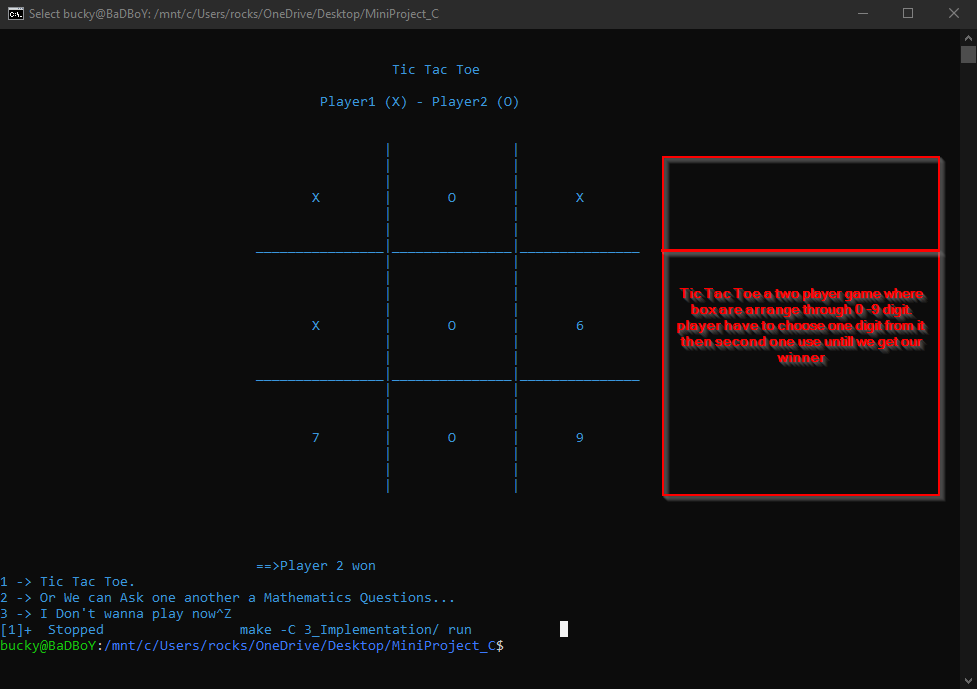 Select bucky@BaDBoY: /mnt/c/Users/rocks/OneDrive/Desktop/MiniProject_C
Tic Tac Toe
Player1 (X) - Player2 (O)
X | O | X
X | O | 6
7 | O | 9
Tic Tac Toe a two player game where
box are arrange through 0 -9 digit
player have to choose one digit from it
then second one use untill we get our
winner
==>Player 2 won
1 -> Tic Tac Toe.
2 -> Or We can Ask one another a Mathematics Questions...
3 -> I Don't wanna play now^Z
[1]+  Stopped                 make -C 3_Implementation/ run
bucky@BaDBoY:/mnt/c/Users/rocks/OneDrive/Desktop/MiniProject_C$